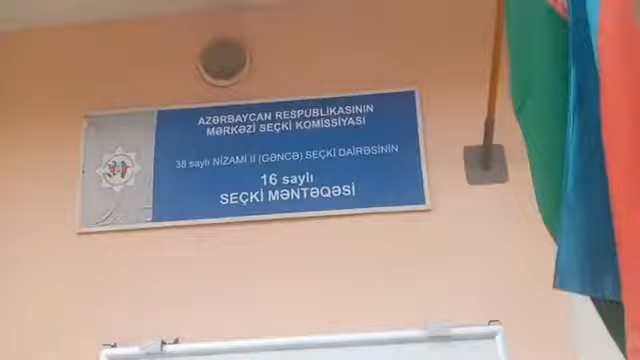 AZƏRBAYCAN RESPUBLİKASININ
MƏRKƏZİ SEÇKİ KOMİSSİYASI
38 saylı NİZAMİ II (GƏNCƏ) SEÇKİ DAİRƏSİNİN
16 saylı
SEÇKİ MƏNTƏQƏSİ